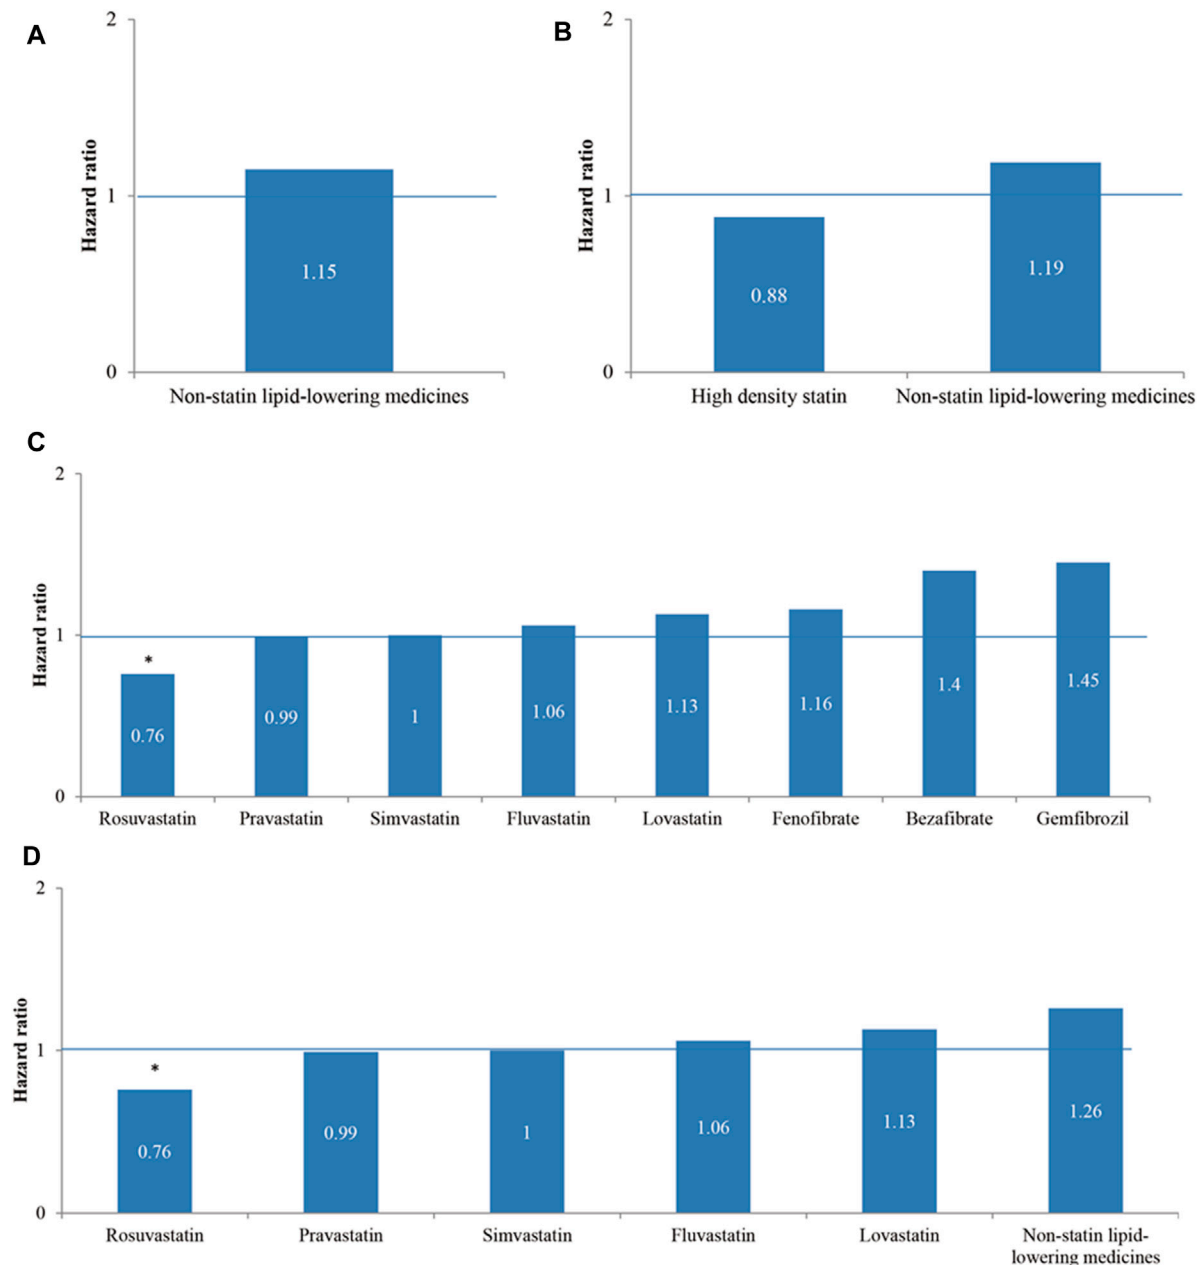 A
2
1
0
Hazard ratio
1.15
Non-statin lipid-lowering medicines
B
2
1
0
Hazard ratio
0.88
1.19
High density statin
Non-statin lipid-lowering medicines
C
2
1
0
Hazard ratio
*
0.76
0.99
1
1.06
1.13
1.16
1.4
1.45
Rosuvastatin
Pravastatin
Simvastatin
Fluvastatin
Lovastatin
Fenofibrate
Bezafibrate
Gemfibrozil
D
2
1
0
Hazard ratio
*
0.76
0.99
1
1.06
1.13
1.26
Rosuvastatin
Pravastatin
Simvastatin
Fluvastatin
Lovastatin
Non-statin lipid-
lowering medicines